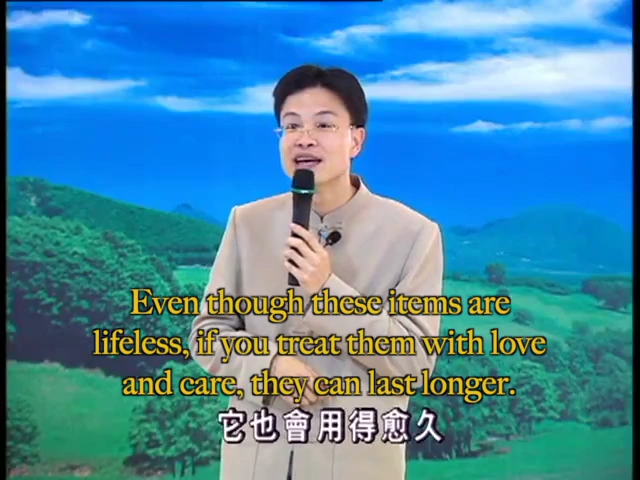 Even though these items are
lifeless, if you treat them with love
and care, they can last longer.
它也會用得愈久